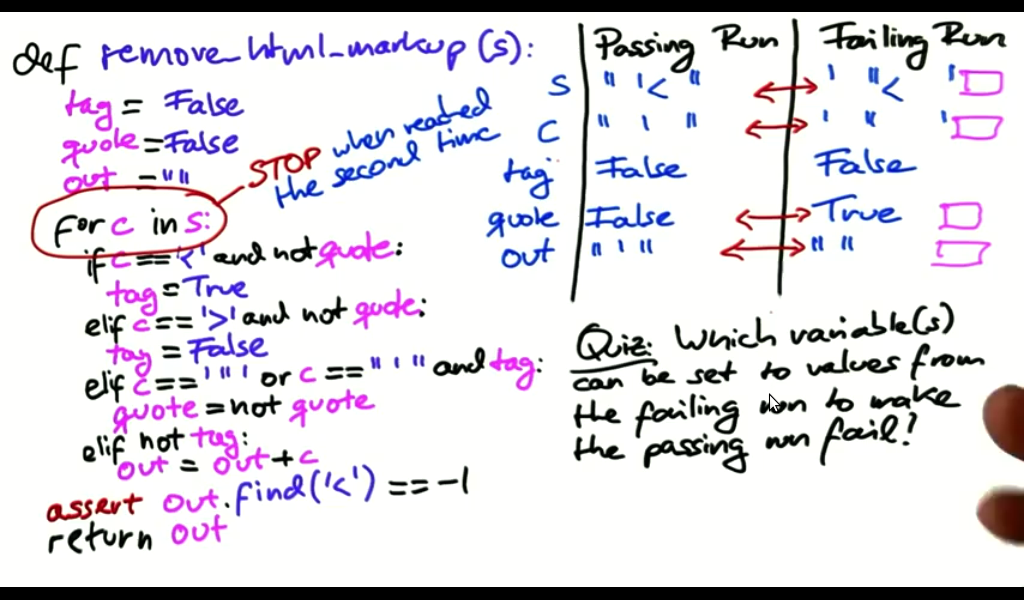 def remove_html_markup (s):
tag = False
quote = False
out = ""
STOP when reached
the second time
for c in s:
if c == '<' and not quote:
tag = True
elif c == '>' and not quote:
tag = False
elif c == '"' or c == "'" and tag:
quote = not quote
elif not tag:
out = out + c
assert out.find('<') == -1
return out
Passing Run Failing Run
s "'<" '"<'
c "'" '"'
tag False False
quote False True
out "'" ""
Quiz: Which variable(s)
can be set to values from
the failing run to make
the passing run fail?